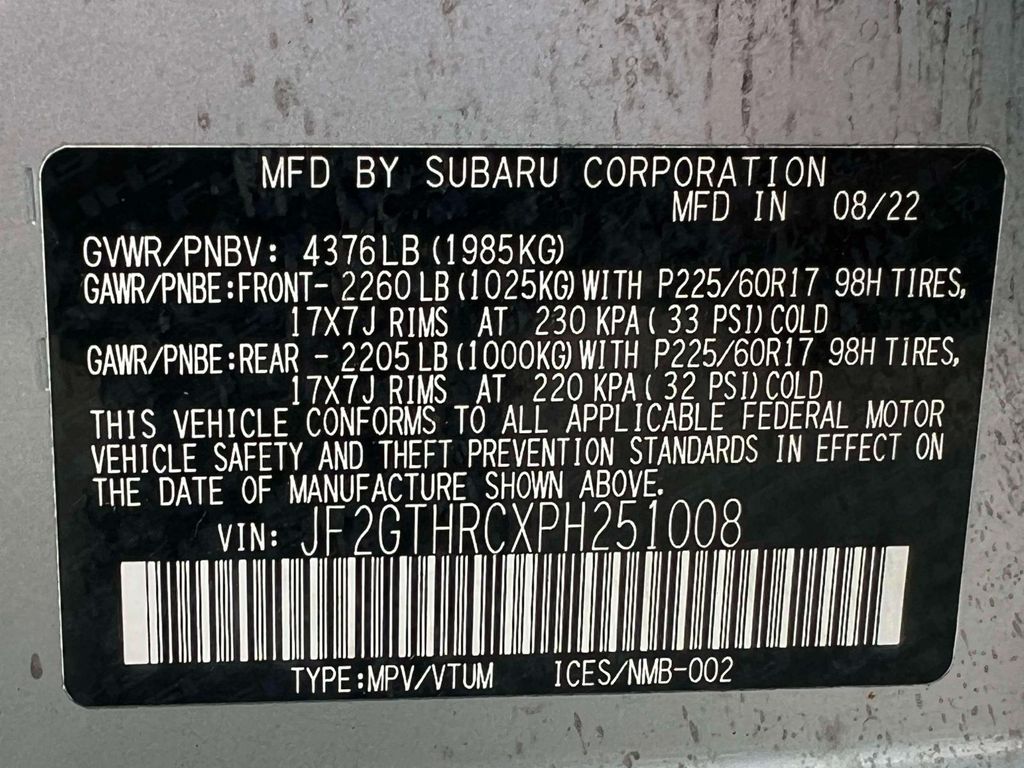 MFD BY SUBARU CORPORATION
MFD IN 08/22
GVWR/PNBV: 4376LB (1985KG)
GAWR/PNBE:FRONT- 2260 LB (1025KG) WITH P225/60R17 98H TIRES,
17X7J RIMS AT 230 KPA ( 33 PSI) COLD
GAWR/PNBE:REAR - 2205 LB (1000KG) WITH P225/60R17 98H TIRES,
17X7J RIMS AT 220 KPA ( 32 PSI) COLD
THIS VEHICLE CONFORMS TO ALL APPLICABLE FEDERAL MOTOR
VEHICLE SAFETY AND THEFT PREVENTION STANDARDS IN EFFECT ON
THE DATE OF MANUFACTURE SHOWN ABOVE.
VIN: JF2GTHRCXPH251008
TYPE:MPV/VTUM ICES/NMB-002